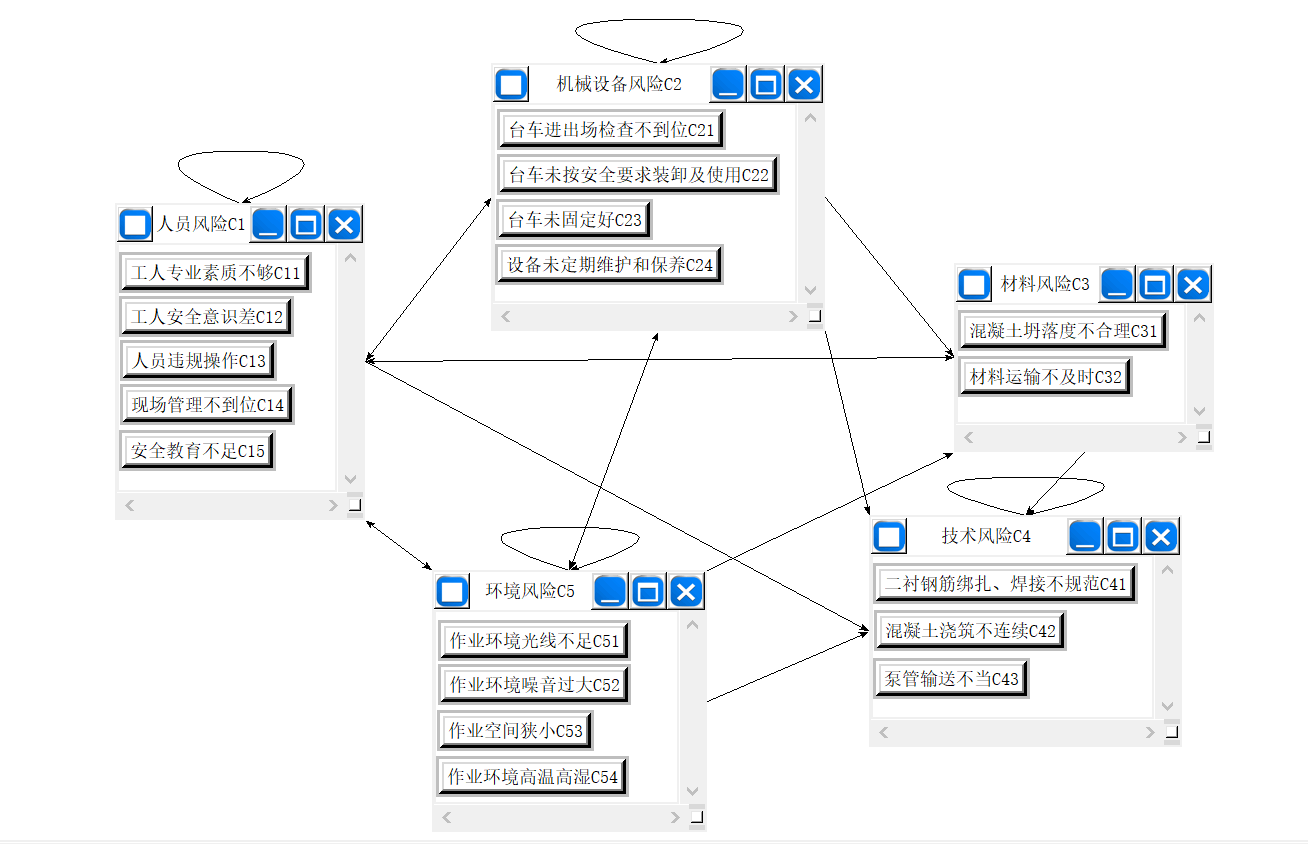 机械设备风险C2
台车进出场检查不到位C21
台车未按安全要求装卸及使用C22
台车未固定好C23
设备未定期维护和保养C24
人员风险C1
工人专业素质不够C11
工人安全意识差C12
人员违规操作C13
现场管理不到位C14
安全教育不足C15
材料风险C3
混凝土坍落度不合理C31
材料运输不及时C32
技术风险C4
二衬钢筋绑扎、焊接不规范C41
混凝土浇筑不连续C42
泵管输送不当C43
环境风险C5
作业环境光线不足C51
作业环境噪音过大C52
作业空间狭小C53
作业环境高温高湿C54